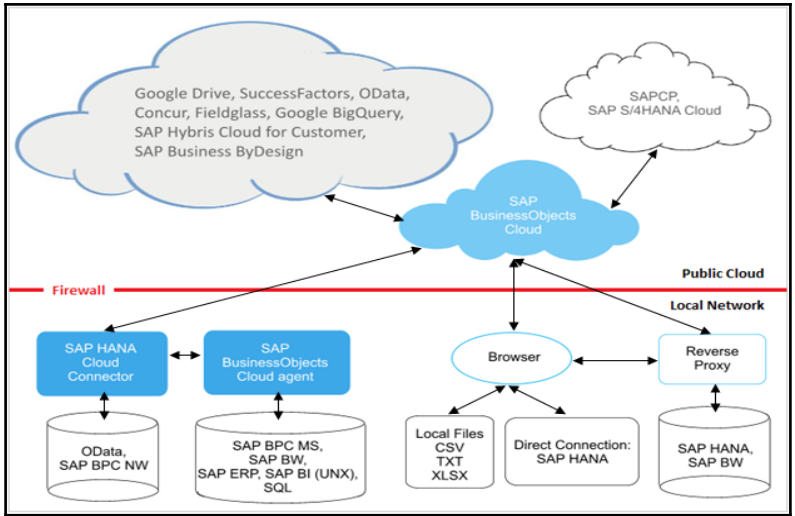 Google Drive, SuccessFactors, OData,
Concur, Fieldglass, Google BigQuery,
SAP Hybris Cloud for Customer,
SAP Business ByDesign
SAPCP,
SAP S/4HANA Cloud
SAP
BusinessObjects
Cloud
Public Cloud
Firewall
Local Network
SAP HANA
Cloud
Connector
SAP
BusinessObjects
Cloud agent
Browser
Reverse
Proxy
OData,
SAP BPC NW
SAP BPC MS,
SAP BW,
SAP ERP, SAP BI (UNX),
SQL
Local Files
CSV
TXT
XLSX
Direct Connection:
SAP HANA
SAP HANA,
SAP BW